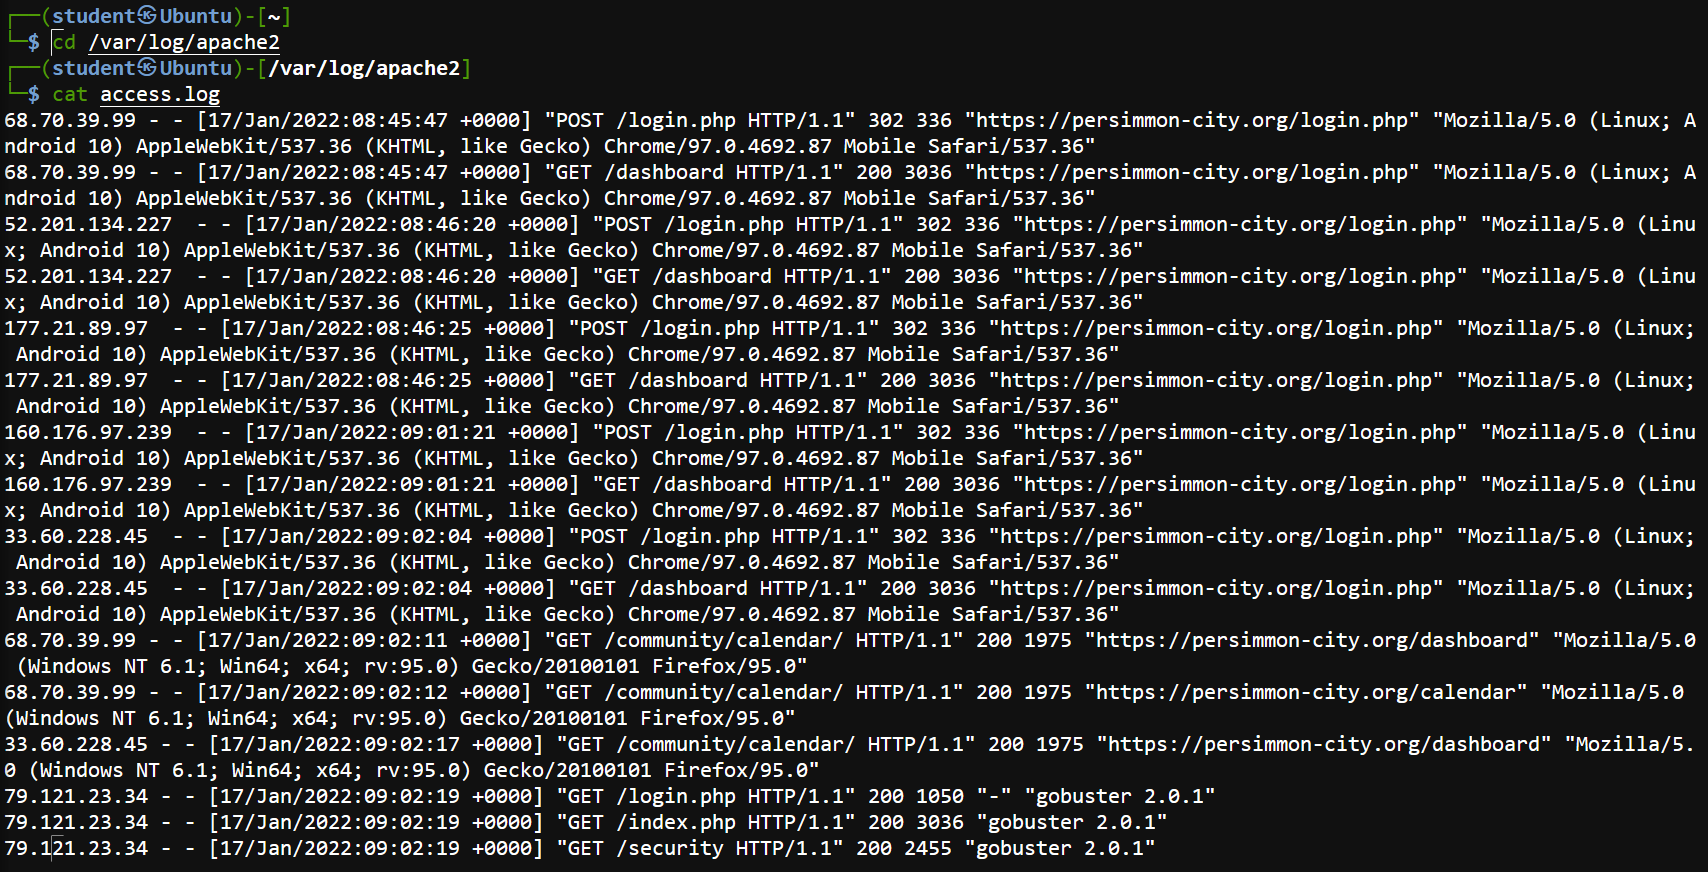 ┌──(student㉿Ubuntu)-[~]
└─$ cd /var/log/apache2
┌──(student㉿Ubuntu)-[/var/log/apache2]
└─$ cat access.log
68.70.39.99 - - [17/Jan/2022:08:45:47 +0000] "POST /login.php HTTP/1.1" 302 336 "https://persimmon-city.org/login.php" "Mozilla/5.0 (Linux; A
ndroid 10) AppleWebKit/537.36 (KHTML, like Gecko) Chrome/97.0.4692.87 Mobile Safari/537.36"
68.70.39.99 - - [17/Jan/2022:08:45:47 +0000] "GET /dashboard HTTP/1.1" 200 3036 "https://persimmon-city.org/login.php" "Mozilla/5.0 (Linux; A
ndroid 10) AppleWebKit/537.36 (KHTML, like Gecko) Chrome/97.0.4692.87 Mobile Safari/537.36"
52.201.134.227  - - [17/Jan/2022:08:46:20 +0000] "POST /login.php HTTP/1.1" 302 336 "https://persimmon-city.org/login.php" "Mozilla/5.0 (Linu
x; Android 10) AppleWebKit/537.36 (KHTML, like Gecko) Chrome/97.0.4692.87 Mobile Safari/537.36"
52.201.134.227  - - [17/Jan/2022:08:46:20 +0000] "GET /dashboard HTTP/1.1" 200 3036 "https://persimmon-city.org/login.php" "Mozilla/5.0 (Linu
x; Android 10) AppleWebKit/537.36 (KHTML, like Gecko) Chrome/97.0.4692.87 Mobile Safari/537.36"
177.21.89.97  - - [17/Jan/2022:08:46:25 +0000] "POST /login.php HTTP/1.1" 302 336 "https://persimmon-city.org/login.php" "Mozilla/5.0 (Linux;
 Android 10) AppleWebKit/537.36 (KHTML, like Gecko) Chrome/97.0.4692.87 Mobile Safari/537.36"
177.21.89.97  - - [17/Jan/2022:08:46:25 +0000] "GET /dashboard HTTP/1.1" 200 3036 "https://persimmon-city.org/login.php" "Mozilla/5.0 (Linux;
 Android 10) AppleWebKit/537.36 (KHTML, like Gecko) Chrome/97.0.4692.87 Mobile Safari/537.36"
160.176.97.239  - - [17/Jan/2022:09:01:21 +0000] "POST /login.php HTTP/1.1" 302 336 "https://persimmon-city.org/login.php" "Mozilla/5.0 (Linu
x; Android 10) AppleWebKit/537.36 (KHTML, like Gecko) Chrome/97.0.4692.87 Mobile Safari/537.36"
160.176.97.239  - - [17/Jan/2022:09:01:21 +0000] "GET /dashboard HTTP/1.1" 200 3036 "https://persimmon-city.org/login.php" "Mozilla/5.0 (Linu
x; Android 10) AppleWebKit/537.36 (KHTML, like Gecko) Chrome/97.0.4692.87 Mobile Safari/537.36"
33.60.228.45  - - [17/Jan/2022:09:02:04 +0000] "POST /login.php HTTP/1.1" 302 336 "https://persimmon-city.org/login.php" "Mozilla/5.0 (Linux;
 Android 10) AppleWebKit/537.36 (KHTML, like Gecko) Chrome/97.0.4692.87 Mobile Safari/537.36"
33.60.228.45  - - [17/Jan/2022:09:02:04 +0000] "GET /dashboard HTTP/1.1" 200 3036 "https://persimmon-city.org/login.php" "Mozilla/5.0 (Linux;
 Android 10) AppleWebKit/537.36 (KHTML, like Gecko) Chrome/97.0.4692.87 Mobile Safari/537.36"
68.70.39.99 - - [17/Jan/2022:09:02:11 +0000] "GET /community/calendar/ HTTP/1.1" 200 1975 "https://persimmon-city.org/dashboard" "Mozilla/5.0
 (Windows NT 6.1; Win64; x64; rv:95.0) Gecko/20100101 Firefox/95.0"
68.70.39.99 - - [17/Jan/2022:09:02:12 +0000] "GET /community/calendar/ HTTP/1.1" 200 1975 "https://persimmon-city.org/calendar" "Mozilla/5.0
(Windows NT 6.1; Win64; x64; rv:95.0) Gecko/20100101 Firefox/95.0"
33.60.228.45 - - [17/Jan/2022:09:02:17 +0000] "GET /community/calendar/ HTTP/1.1" 200 1975 "https://persimmon-city.org/dashboard" "Mozilla/5.
0 (Windows NT 6.1; Win64; x64; rv:95.0) Gecko/20100101 Firefox/95.0"
79.121.23.34 - - [17/Jan/2022:09:02:19 +0000] "GET /login.php HTTP/1.1" 200 1050 "-" "gobuster 2.0.1"
79.121.23.34 - - [17/Jan/2022:09:02:19 +0000] "GET /index.php HTTP/1.1" 200 3036 "gobuster 2.0.1"
79.121.23.34 - - [17/Jan/2022:09:02:19 +0000] "GET /security HTTP/1.1" 200 2455 "gobuster 2.0.1"